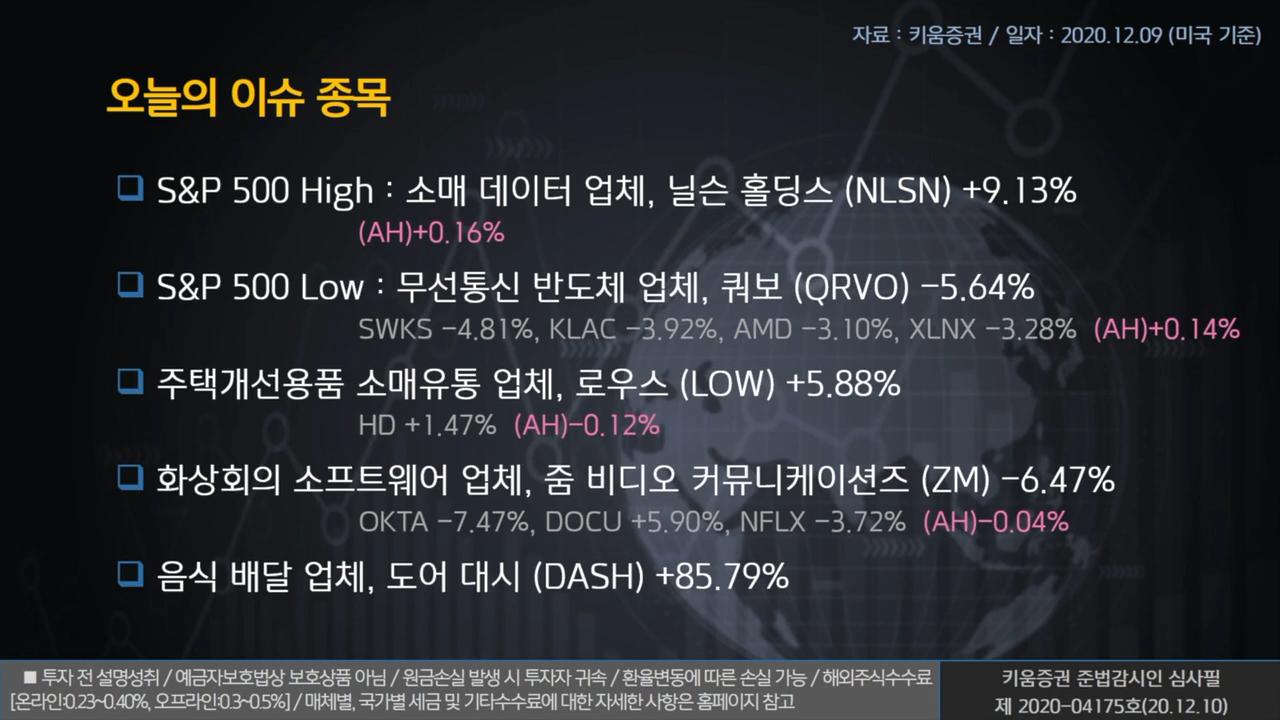 자료 : 키움증권 / 일자 : 2020.12.09 (미국 기준)
오늘의 이슈 종목
❑ S&P 500 High : 소매 데이터 업체, 닐슨 홀딩스 (NLSN) +9.13%
(AH)+0.16%
❑ S&P 500 Low : 무선통신 반도체 업체, 쿼보 (QRVO) −5.64%
SWKS −4.81%, KLAC −3.92%, AMD −3.10%, XLNX −3.28% (AH)+0.14%
❑ 주택개선용품 소매유통 업체, 로우스 (LOW) +5.88%
HD +1.47% (AH)−0.12%
❑ 화상회의 소프트웨어 업체, 줌 비디오 커뮤니케이션즈 (ZM) −6.47%
OKTA −7.47%, DOCU +5.90%, NFLX −3.72% (AH)−0.04%
❑ 음식 배달 업체, 도어 대시 (DASH) +85.79%
■ 투자 전 설명성취 / 예금자보호법상 보호상품 아님 / 원금손실 발생 시 투자자 귀속 / 환율변동에 따른 손실 가능 / 해외주식수수료
[온라인:0.23~0.40%, 오프라인:0.3~0.5%] / 매체별, 국가별 세금 및 기타수수료에 대한 자세한 사항은 홈페이지 참고
키움증권 준법감시인 심사필
제 2020-04175호(20.12.10)